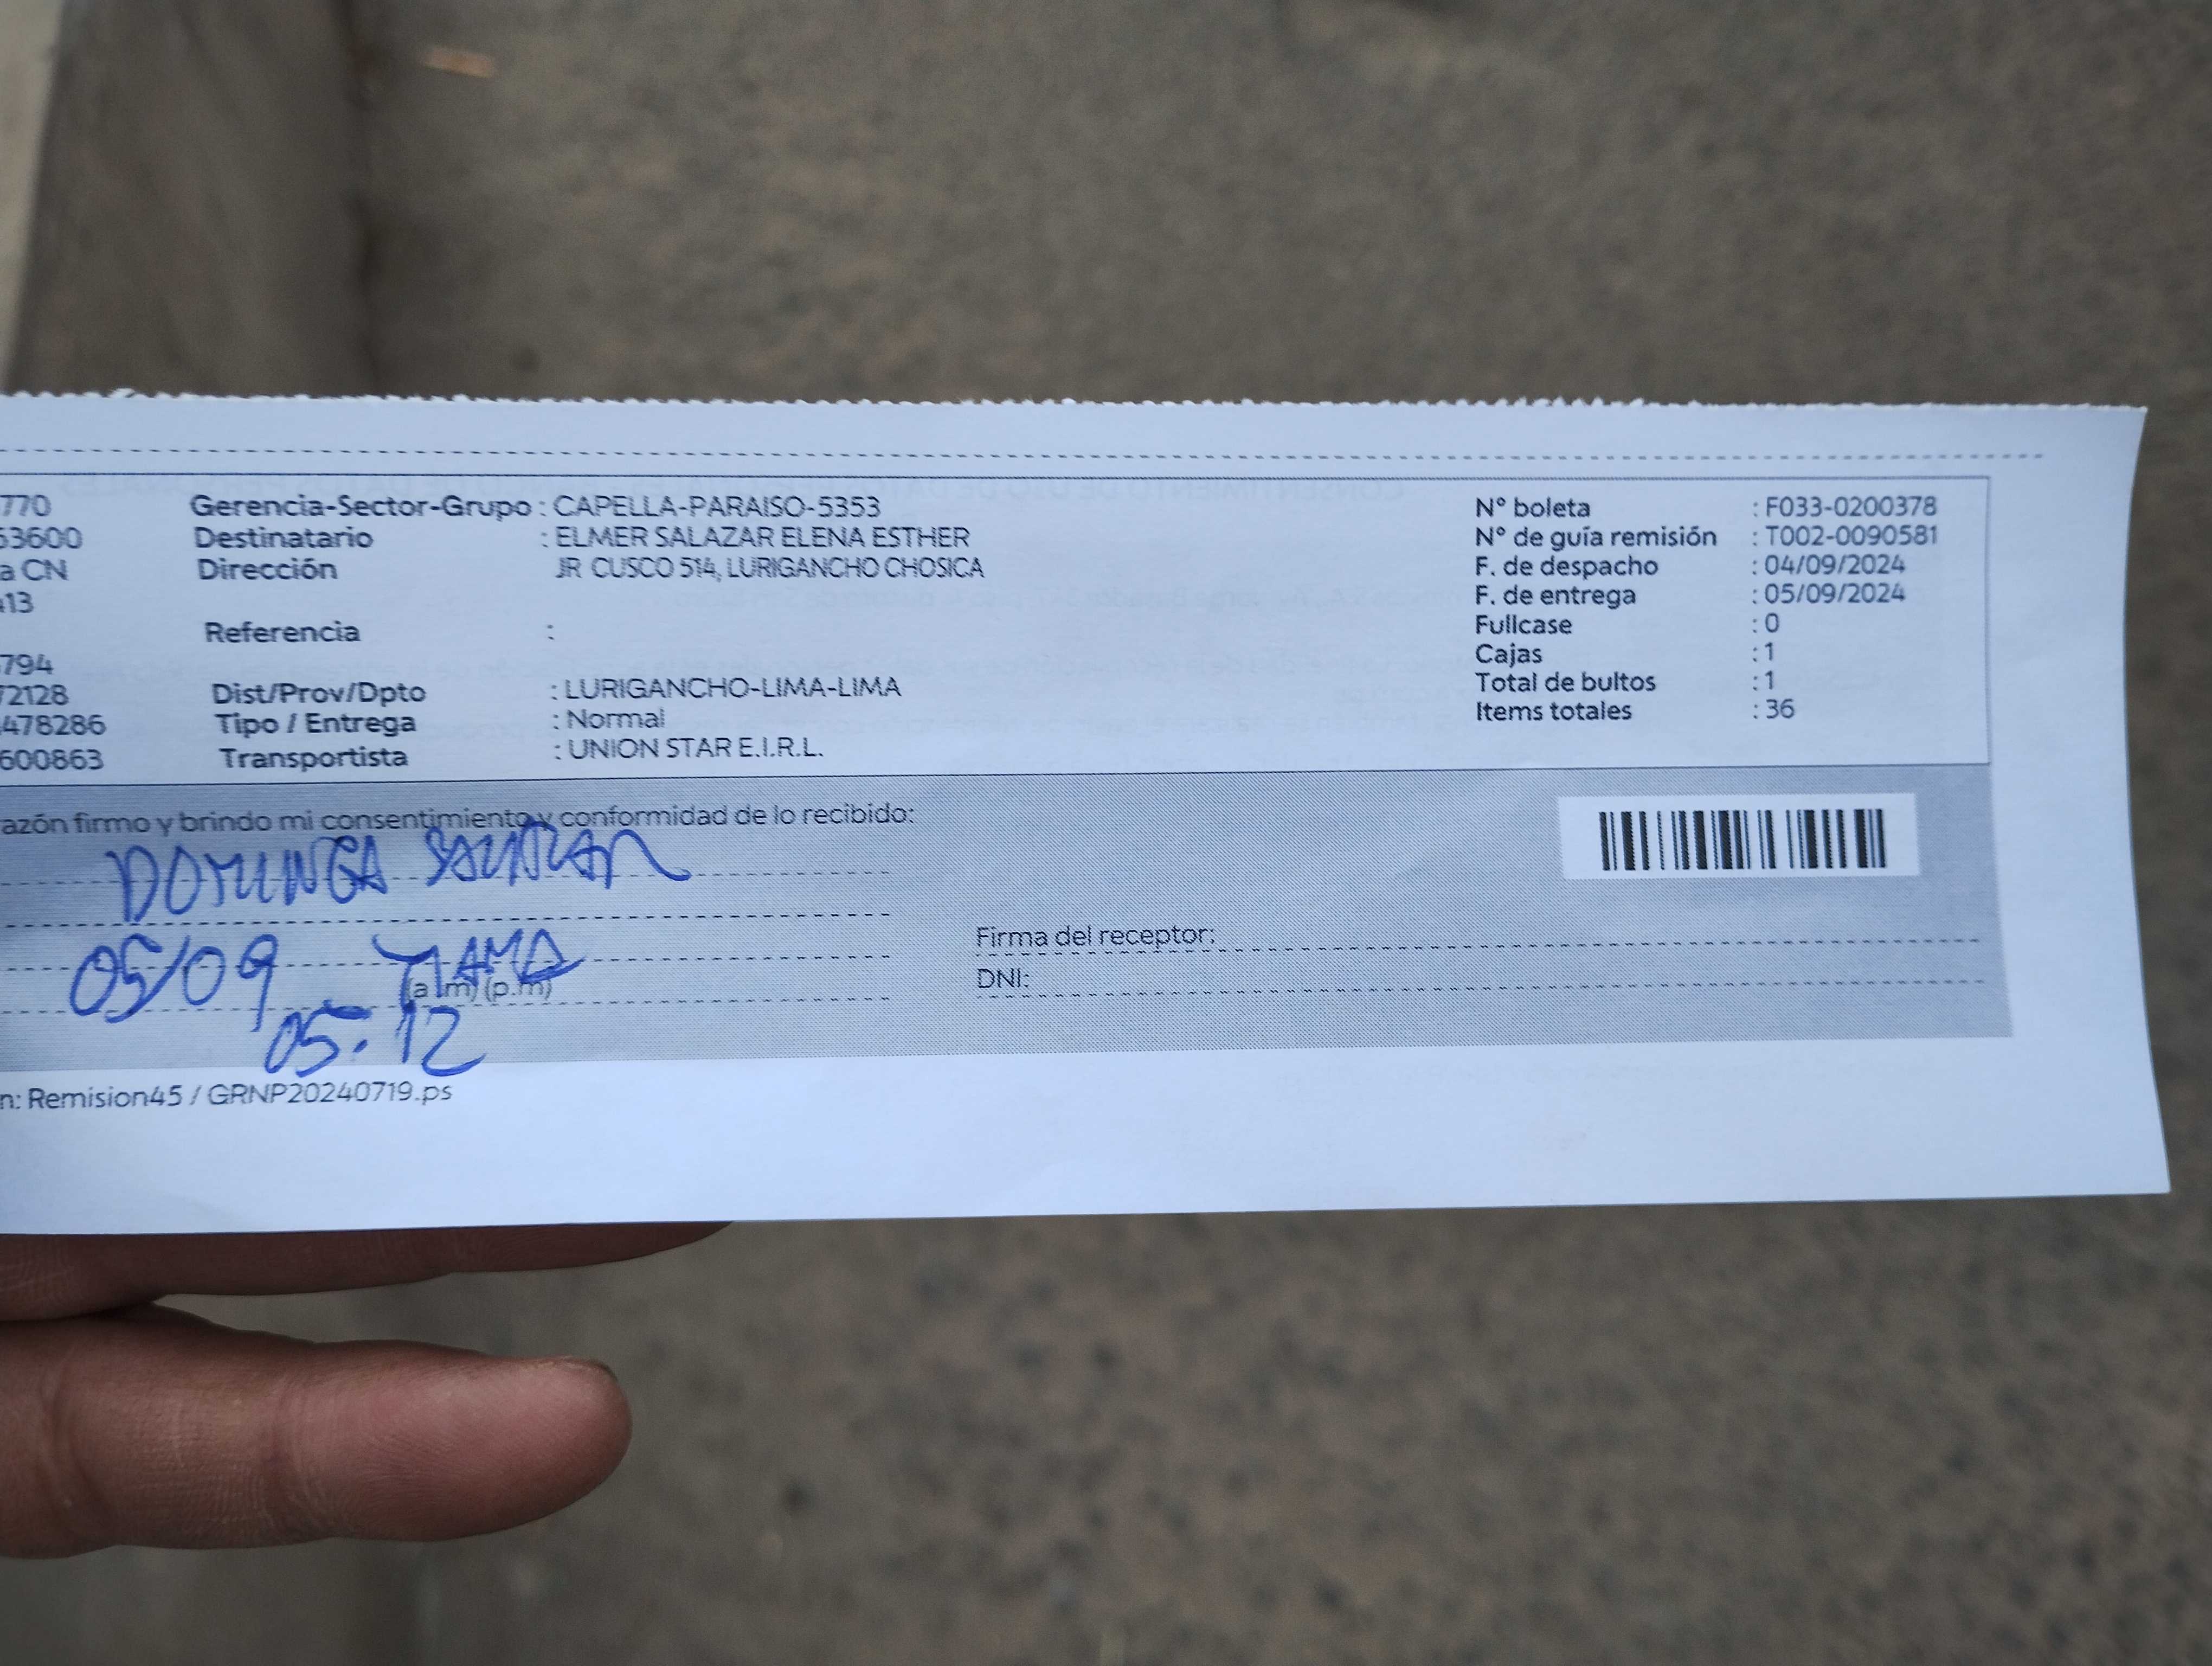 770 Gerencia-Sector-Grupo : CAPELLA-PARAISO-5353 N° boleta : F033-0200378
53600 Destinatario : ELMER SALAZAR ELENA ESTHER N° de guía remisión : T002-0090581
a CN Dirección JR CUSCO 514, LURIGANCHO CHOSICA F. de despacho : 04/09/2024
413 F. de entrega : 05/09/2024
Referencia : Fullcase : 0
794 Cajas : 1
72128 Dist/Prov/Dpto : LURIGANCHO-LIMA-LIMA Total de bultos : 1
478286 Tipo / Entrega : Normal Items totales : 36
600863 Transportista : UNION STAR E.I.R.L.
azón firmo y brindo mi consentimiento y conformidad de lo recibido:
DOMINGA SALAZAR
Firma del receptor:
05/09 MAMA
(a.m) (p.m) DNI:
05:12
n: Remision45 / GRNP20240719.ps